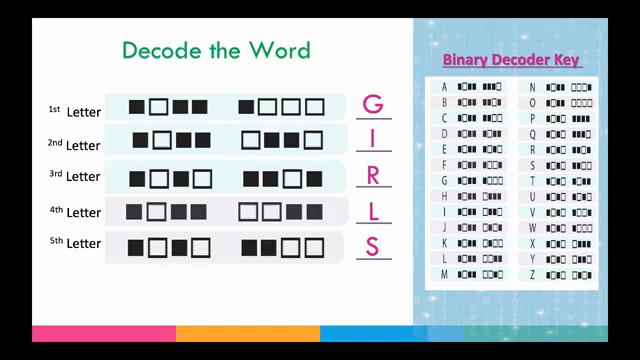 Decode the Word
1st Letter G
2nd Letter I
3rd Letter R
4th Letter L
5th Letter S
Binary Decoder Key
A N
B O
C P
D Q
E R
F S
G T
H U
I V
J W
K X
L Y
M Z